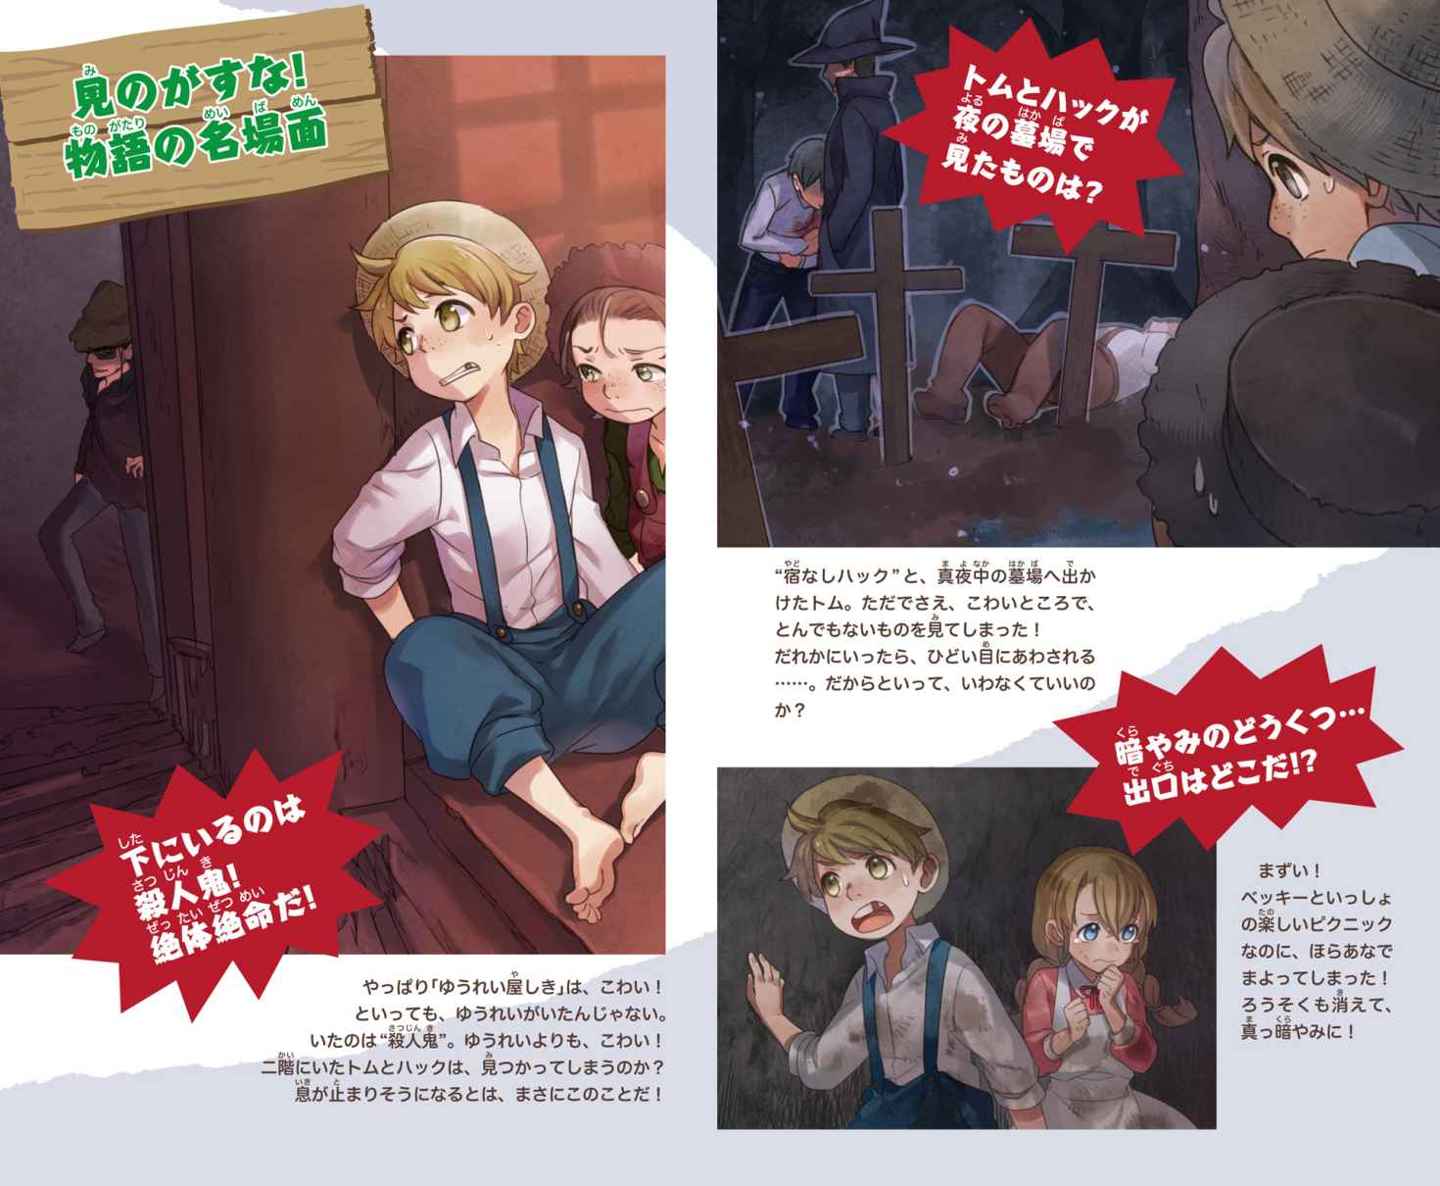 見のがすな!
物語の名場面
下にいるのは
殺人鬼!
絶体絶命だ!
やっぱり「ゆうれい屋しき」は、こわい!
といっても、ゆうれいがいたんじゃない。
いたのは“殺人鬼”。ゆうれいよりも、こわい!
二階にいたトムとハックは、見つかってしまうのか?
息が止まりそうになるとは、まさにこのことだ!
トムとハックが
夜の墓場で
見たものは?
“宿なしハック”と、真夜中の墓場へ出か
けたトム。ただでさえ、こわいところで、
とんでもないものを見てしまった!
だれかにいったら、ひどい目にあわされる
……。だからといって、いわなくていいの
か?
暗やみのどうくつ…
出口はどこだ!?
まずい!
ベッキーといっしょ
の楽しいピクニック
なのに、ほらあなで
まよってしまった!
ろうそくも消えて、
真っ暗やみに!